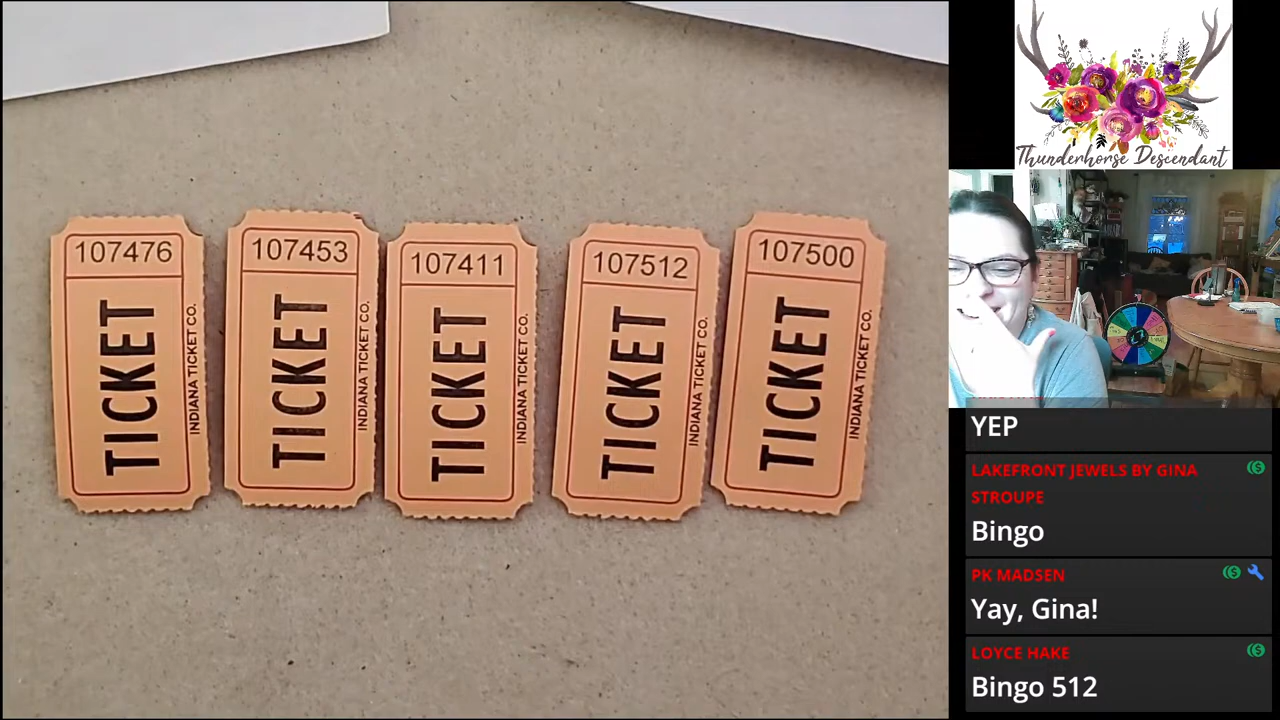 107476
TICKET
INDIANA TICKET CO.
107453
TICKET
INDIANA TICKET CO.
107411
TICKET
INDIANA TICKET CO.
107512
TICKET
INDIANA TICKET CO.
107500
TICKET
INDIANA TICKET CO.
Thunderhorse Descendant
YEP
LAKEFRONT JEWELS BY GINA
STROUPE
Bingo
PK MADSEN
Yay, Gina!
LOYCE HAKE
Bingo 512